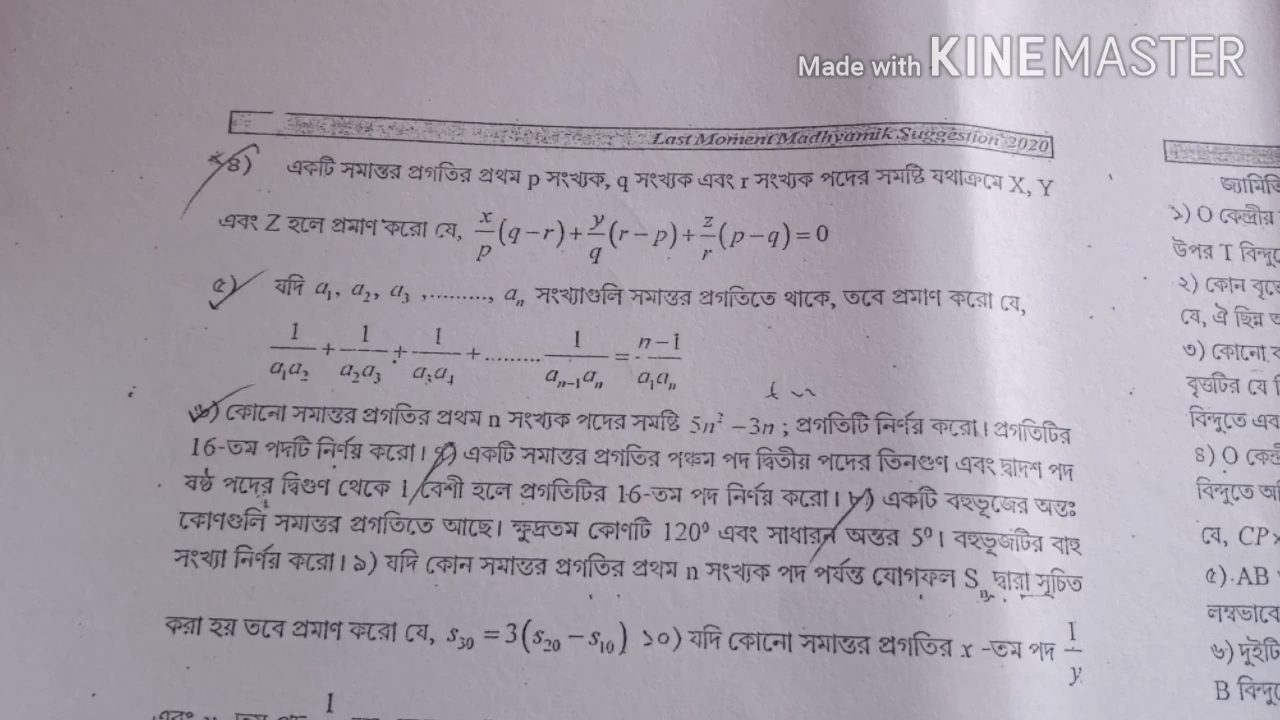 Made with KINEMASTER
Last Moment Madhyamik Suggestion 2020
৪) একটি সমান্তর প্রগতির প্রথম p সংখ্যক, q সংখ্যক এবং r সংখ্যক পদের সমষ্টি যথাক্রমে X, Y
এবং Z হলে প্রমাণ করো যে, x/p (q-r) + y/q (r-p) + z/r (p-q) = 0
৫) যদি a₁, a₂, a₃ ,.........., aₙ সংখ্যাগুলি সমান্তর প্রগতিতে থাকে, তবে প্রমাণ করো যে,
1/a₁a₂ + 1/a₂a₃ + 1/a₃a₄ + ......... 1/aₙ₋₁aₙ = n-1/a₁aₙ
৬) কোনো সমান্তর প্রগতির প্রথম n সংখ্যক পদের সমষ্টি 5n² -3n ; প্রগতিটি নির্ণয় করো। প্রগতিটির
16-তম পদটি নির্ণয় করো। ৭) একটি সমান্তর প্রগতির পঞ্চম পদ দ্বিতীয় পদের তিনগুণ এবং দ্বাদশ পদ
ষষ্ঠ পদের দ্বিগুণ থেকে 1 বেশী হলে প্রগতিটির 16-তম পদ নির্ণয় করো। ৮) একটি বহুভূজের অন্তঃ
কোণগুলি সমান্তর প্রগতিতে আছে। ক্ষুদ্রতম কোণটি 120⁰ এবং সাধারন অন্তর 5⁰। বহুভূজটির বাহু
সংখ্যা নির্ণয় করো। ৯) যদি কোন সমান্তর প্রগতির প্রথম n সংখ্যক পদ পর্যন্ত যোগফল Sₙ দ্বারা সূচিত
করা হয় তবে প্রমাণ করো যে, s₃₀ = 3(s₂₀ - s₁₀) ১০) যদি কোনো সমান্তর প্রগতির x -তম পদ 1/y
১) O কেন্দ্রীয়
উপর T বিন্দুতে
২) কোন বৃত্তে
যে, ঐ ছিন্ন
৩) কোনো
বৃত্তটির যে
বিন্দুতে এব
৪) O
বিন্দুতে
যে, CP
৫). AB
লম্বভাবে
৬) দুইটি
B বিন্দু